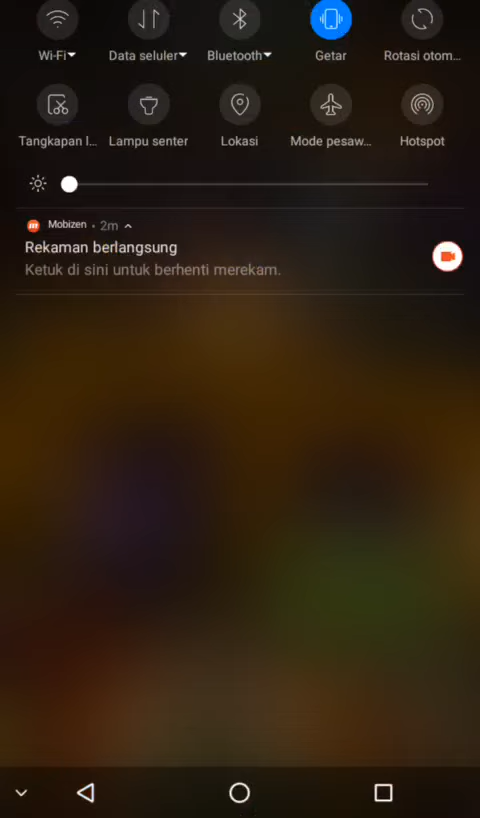 Wi-Fi Data seluler Bluetooth Getar Rotasi otom...
Tangkapan l... Lampu senter Lokasi Mode pesaw... Hotspot
Mobizen • 2m
Rekaman berlangsung
Ketuk di sini untuk berhenti merekam.